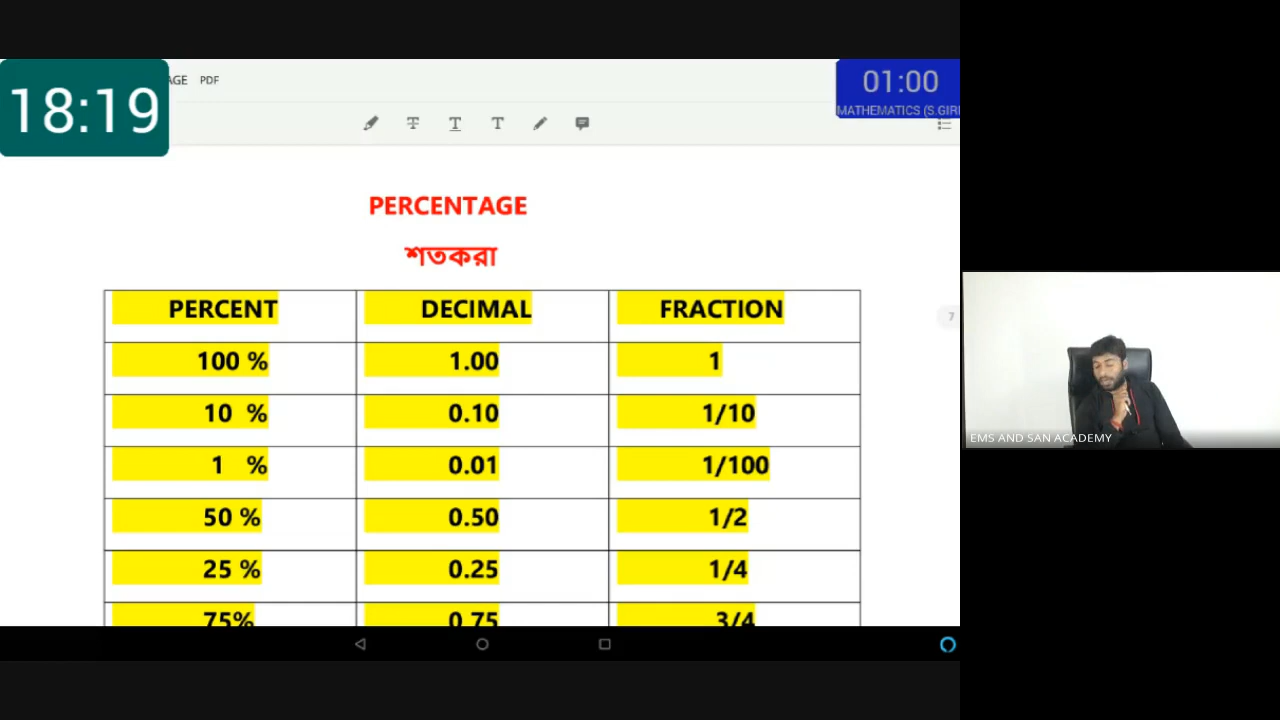 AGE PDF
18:19
01:00
MATHEMATICS (S.GIRI
PERCENTAGE
শতকরা
PERCENT DECIMAL FRACTION
100 % 1.00 1
10 % 0.10 1/10
1 % 0.01 1/100
50 % 0.50 1/2
25 % 0.25 1/4
75% 0.75 3/4
7
EMS AND SAN ACADEMY